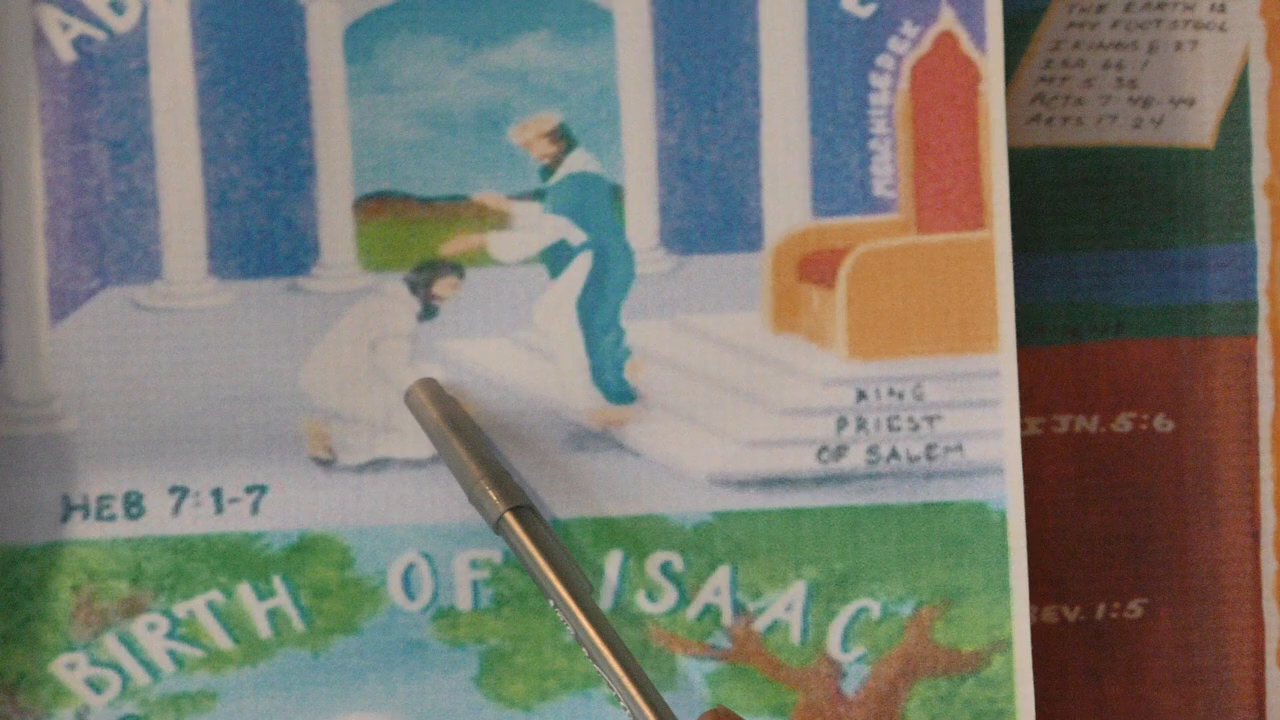 AB
MELCHISEDEK
KING
PRIEST
OF SALEM
HEB 7:1-7
BIRTH OF ISAAC
THE EARTH IS
MY FOOTSTOOL
I KINGS 8:27
ISA 66:1
MT. 5:35
ACTS 7:48-49
ACTS 17:24
I JN. 5:6
REV. 1:5